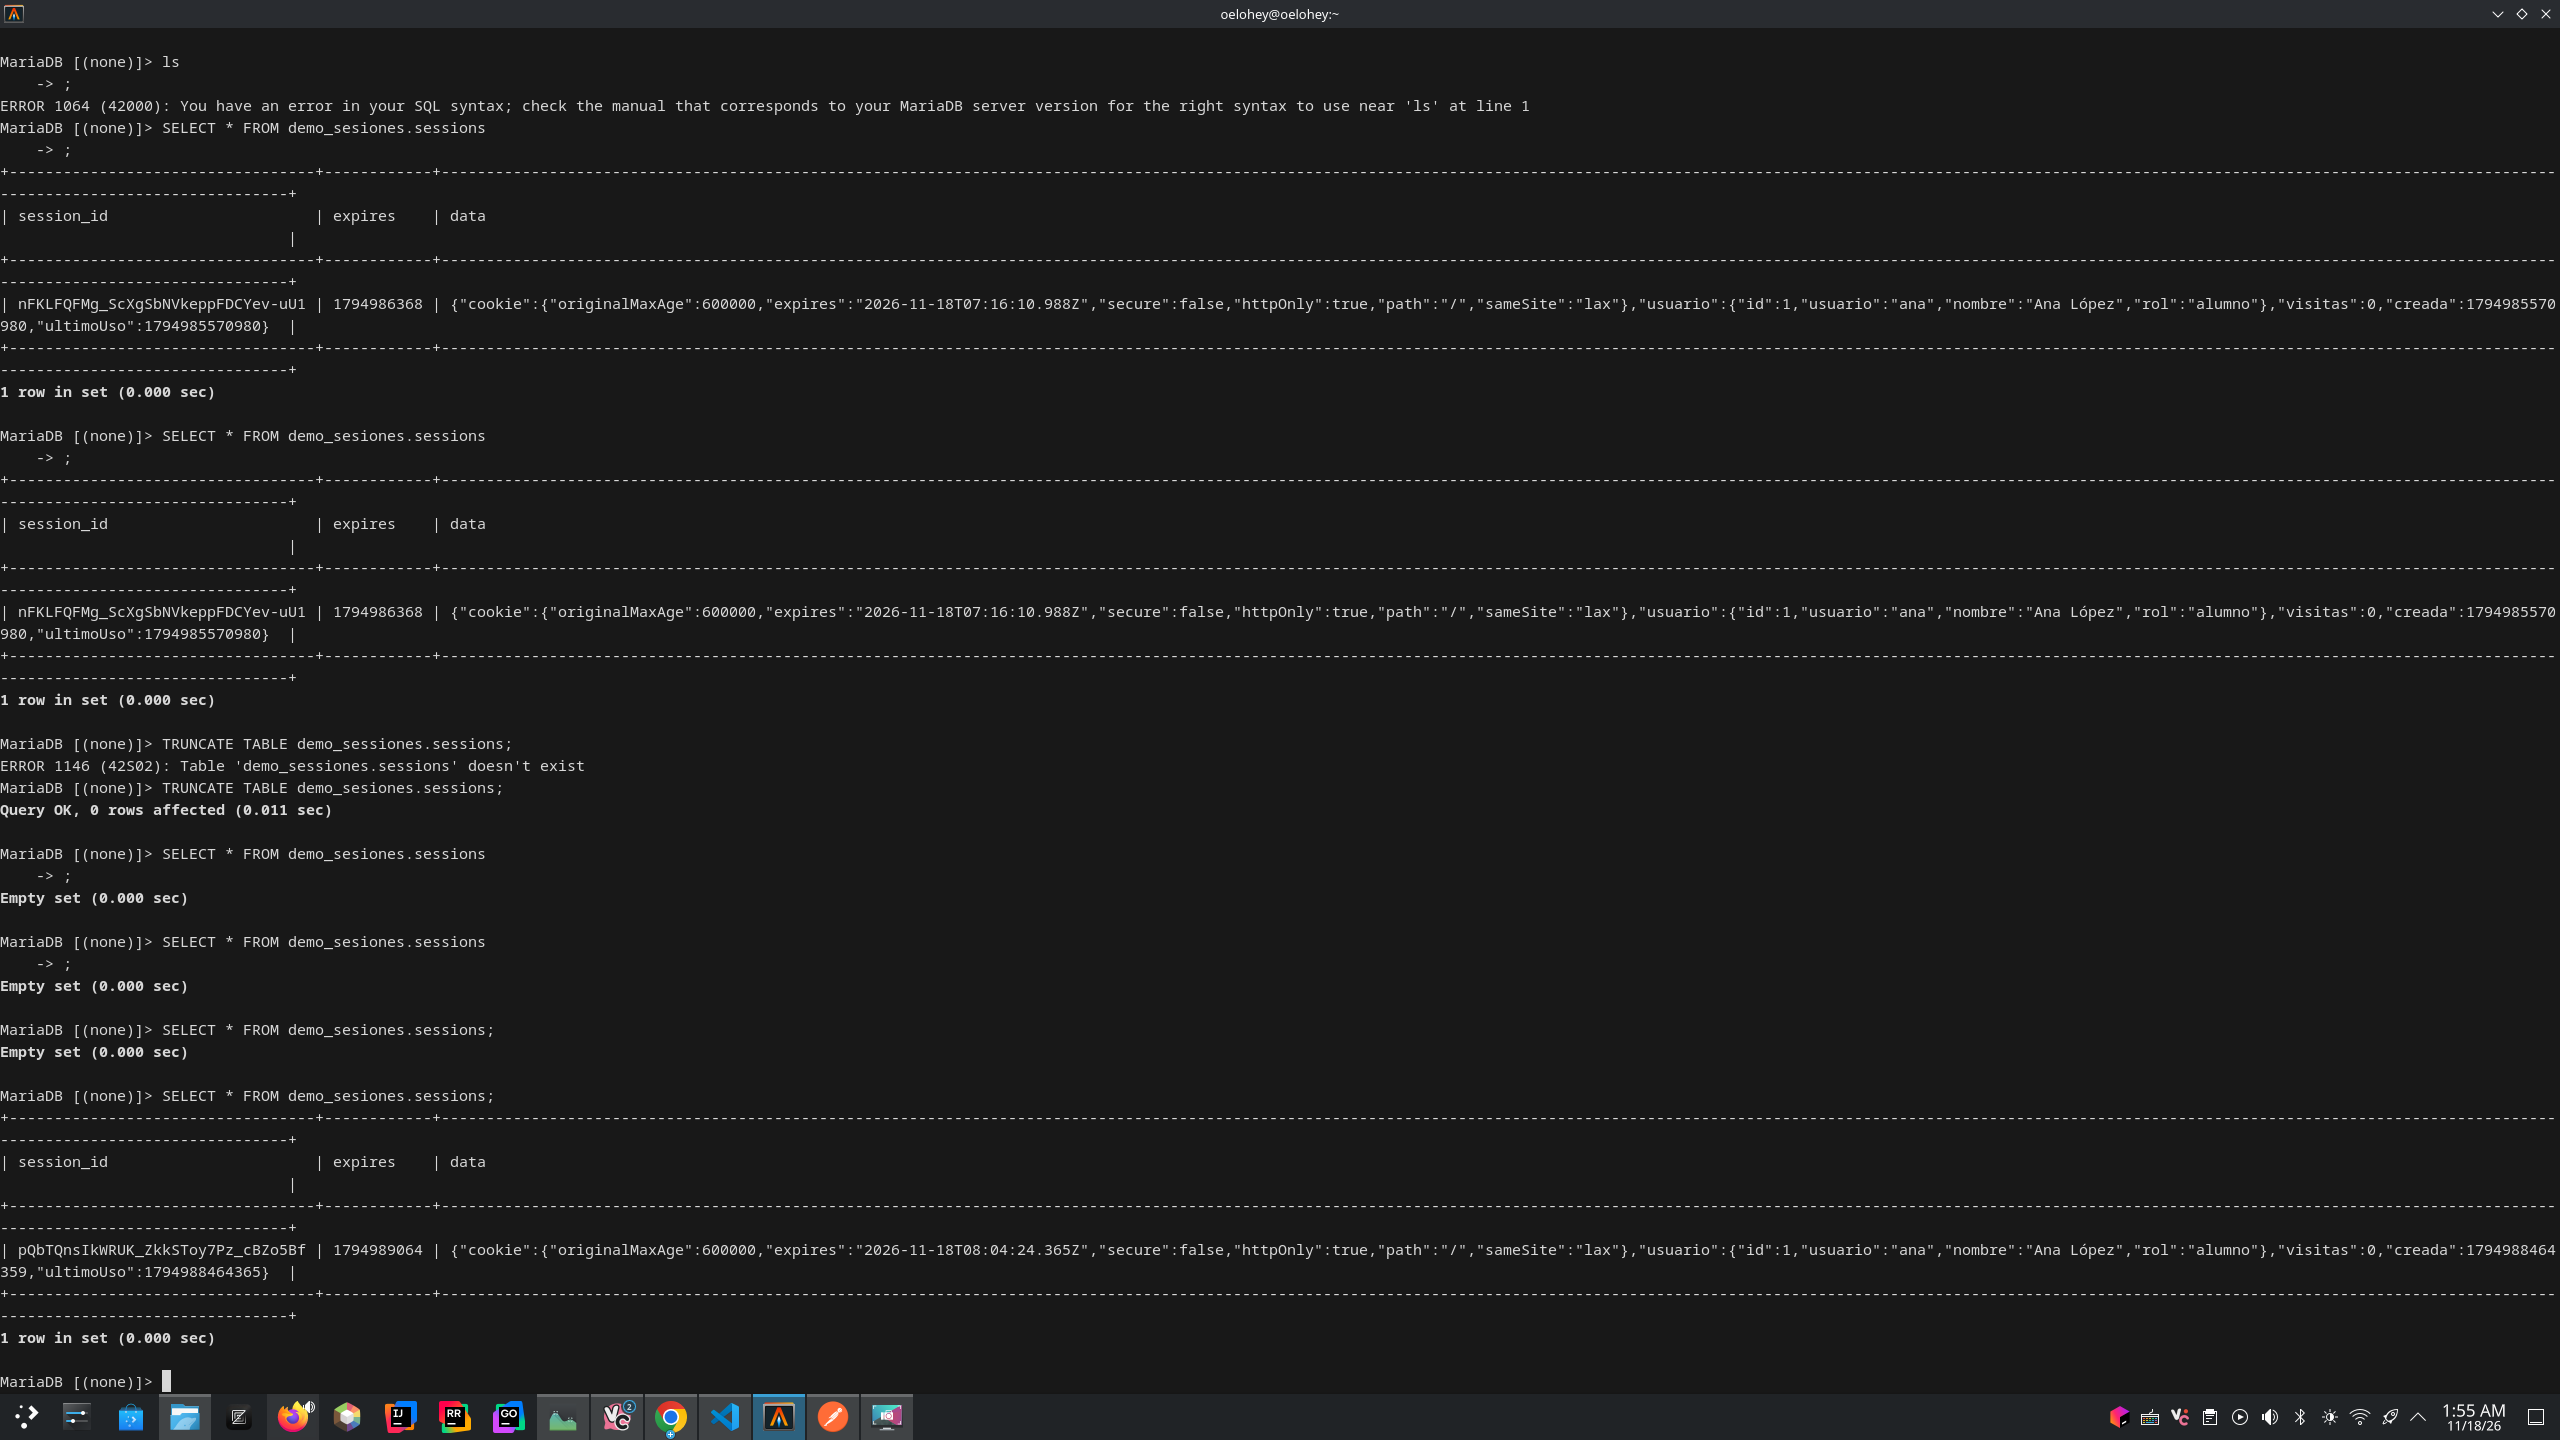 oelohey@oelohey:~
MariaDB [(none)]> ls
    -> ;
ERROR 1064 (42000): You have an error in your SQL syntax; check the manual that corresponds to your MariaDB server version for the right syntax to use near 'ls' at line 1
MariaDB [(none)]> SELECT * FROM demo_sesiones.sessions
    -> ;
| session_id | expires | data
|
| nFKLFQFMg_ScXgSbNVkeppFDCYev-uU1 | 1794986368 | {"cookie":{"originalMaxAge":600000,"expires":"2026-11-18T07:16:10.988Z","secure":false,"httpOnly":true,"path":"/","sameSite":"lax"},"usuario":{"id":1,"usuario":"ana","nombre":"Ana López","rol":"alumno"},"visitas":0,"creada":1794985570
980,"ultimoUso":1794985570980}  |
1 row in set (0.000 sec)
MariaDB [(none)]> SELECT * FROM demo_sesiones.sessions
    -> ;
| session_id | expires | data
|
| nFKLFQFMg_ScXgSbNVkeppFDCYev-uU1 | 1794986368 | {"cookie":{"originalMaxAge":600000,"expires":"2026-11-18T07:16:10.988Z","secure":false,"httpOnly":true,"path":"/","sameSite":"lax"},"usuario":{"id":1,"usuario":"ana","nombre":"Ana López","rol":"alumno"},"visitas":0,"creada":1794985570
980,"ultimoUso":1794985570980}  |
1 row in set (0.000 sec)
MariaDB [(none)]> TRUNCATE TABLE demo_sessiones.sessions;
ERROR 1146 (42S02): Table 'demo_sessiones.sessions' doesn't exist
MariaDB [(none)]> TRUNCATE TABLE demo_sesiones.sessions;
Query OK, 0 rows affected (0.011 sec)
MariaDB [(none)]> SELECT * FROM demo_sesiones.sessions
    -> ;
Empty set (0.000 sec)
MariaDB [(none)]> SELECT * FROM demo_sesiones.sessions
    -> ;
Empty set (0.000 sec)
MariaDB [(none)]> SELECT * FROM demo_sesiones.sessions;
Empty set (0.000 sec)
MariaDB [(none)]> SELECT * FROM demo_sesiones.sessions;
| session_id | expires | data
|
| pQbTQnsIkWRUK_ZkkSToy7Pz_cBZo5Bf | 1794989064 | {"cookie":{"originalMaxAge":600000,"expires":"2026-11-18T08:04:24.365Z","secure":false,"httpOnly":true,"path":"/","sameSite":"lax"},"usuario":{"id":1,"usuario":"ana","nombre":"Ana López","rol":"alumno"},"visitas":0,"creada":1794988464
359,"ultimoUso":1794988464365}  |
1 row in set (0.000 sec)
MariaDB [(none)]>
IJ
RR
GO
2
1:55 AM
11/18/26